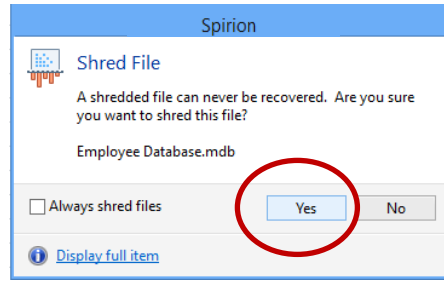 Spirion
Shred File
A shredded file can never be recovered.  Are you sure
you want to shred this file?
Employee Database.mdb
Always shred files
Yes
No
Display full item